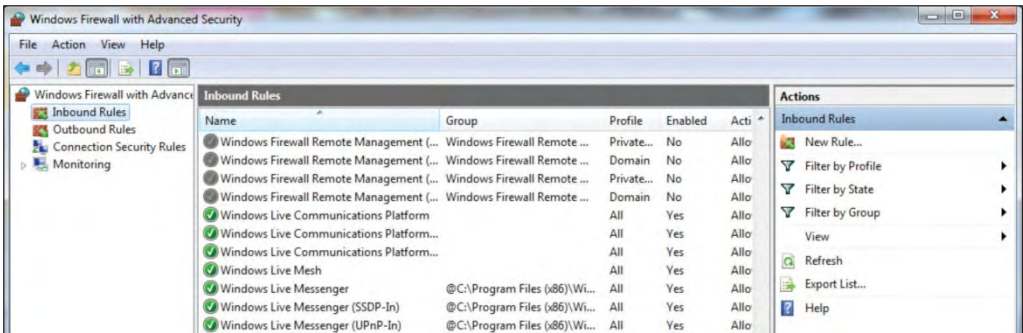 Windows Firewall with Advanced Security
File Action View Help
Windows Firewall with Advance
Inbound Rules
Outbound Rules
Connection Security Rules
Monitoring
Inbound Rules
Name Group Profile Enabled Acti
Windows Firewall Remote Management (... Windows Firewall Remote ... Private... No Allo
Windows Firewall Remote Management (... Windows Firewall Remote ... Domain No Allo
Windows Firewall Remote Management (... Windows Firewall Remote ... Private... No Allo
Windows Firewall Remote Management (... Windows Firewall Remote ... Domain No Allo
Windows Live Communications Platform All Yes Allo
Windows Live Communications Platform... All Yes Allo
Windows Live Communications Platform... All Yes Allo
Windows Live Mesh All Yes Allo
Windows Live Messenger @C:\Program Files (x86)\Wi... All Yes Allo
Windows Live Messenger (SSDP-In) @C:\Program Files (x86)\Wi... All Yes Allo
Windows Live Messenger (UPnP-In) @C:\Program Files (x86)\Wi... All Yes Allo
Actions
Inbound Rules
New Rule...
Filter by Profile
Filter by State
Filter by Group
View
Refresh
Export List...
Help